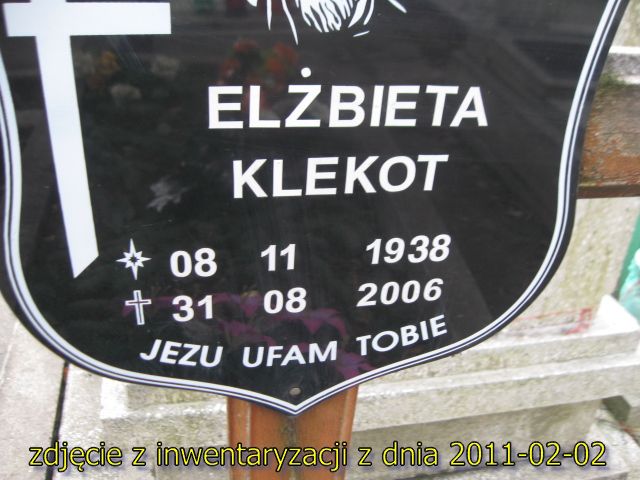 ELŻBIETA
KLEKOT
08 11 1938
31 08 2006
JEZU UFAM TOBIE
zdjęcie z inwentaryzacji z dnia 2011-02-02